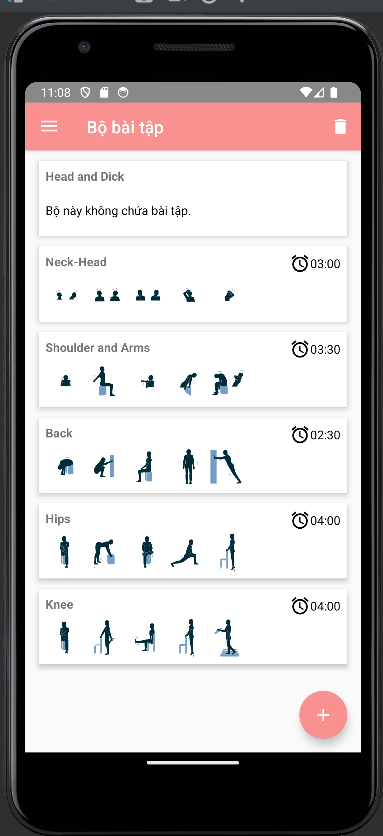 11:08
Bộ bài tập
Head and Dick
Bộ này không chứa bài tập.
Neck-Head 03:00
Shoulder and Arms 03:30
Back 02:30
Hips 04:00
Knee 04:00
+